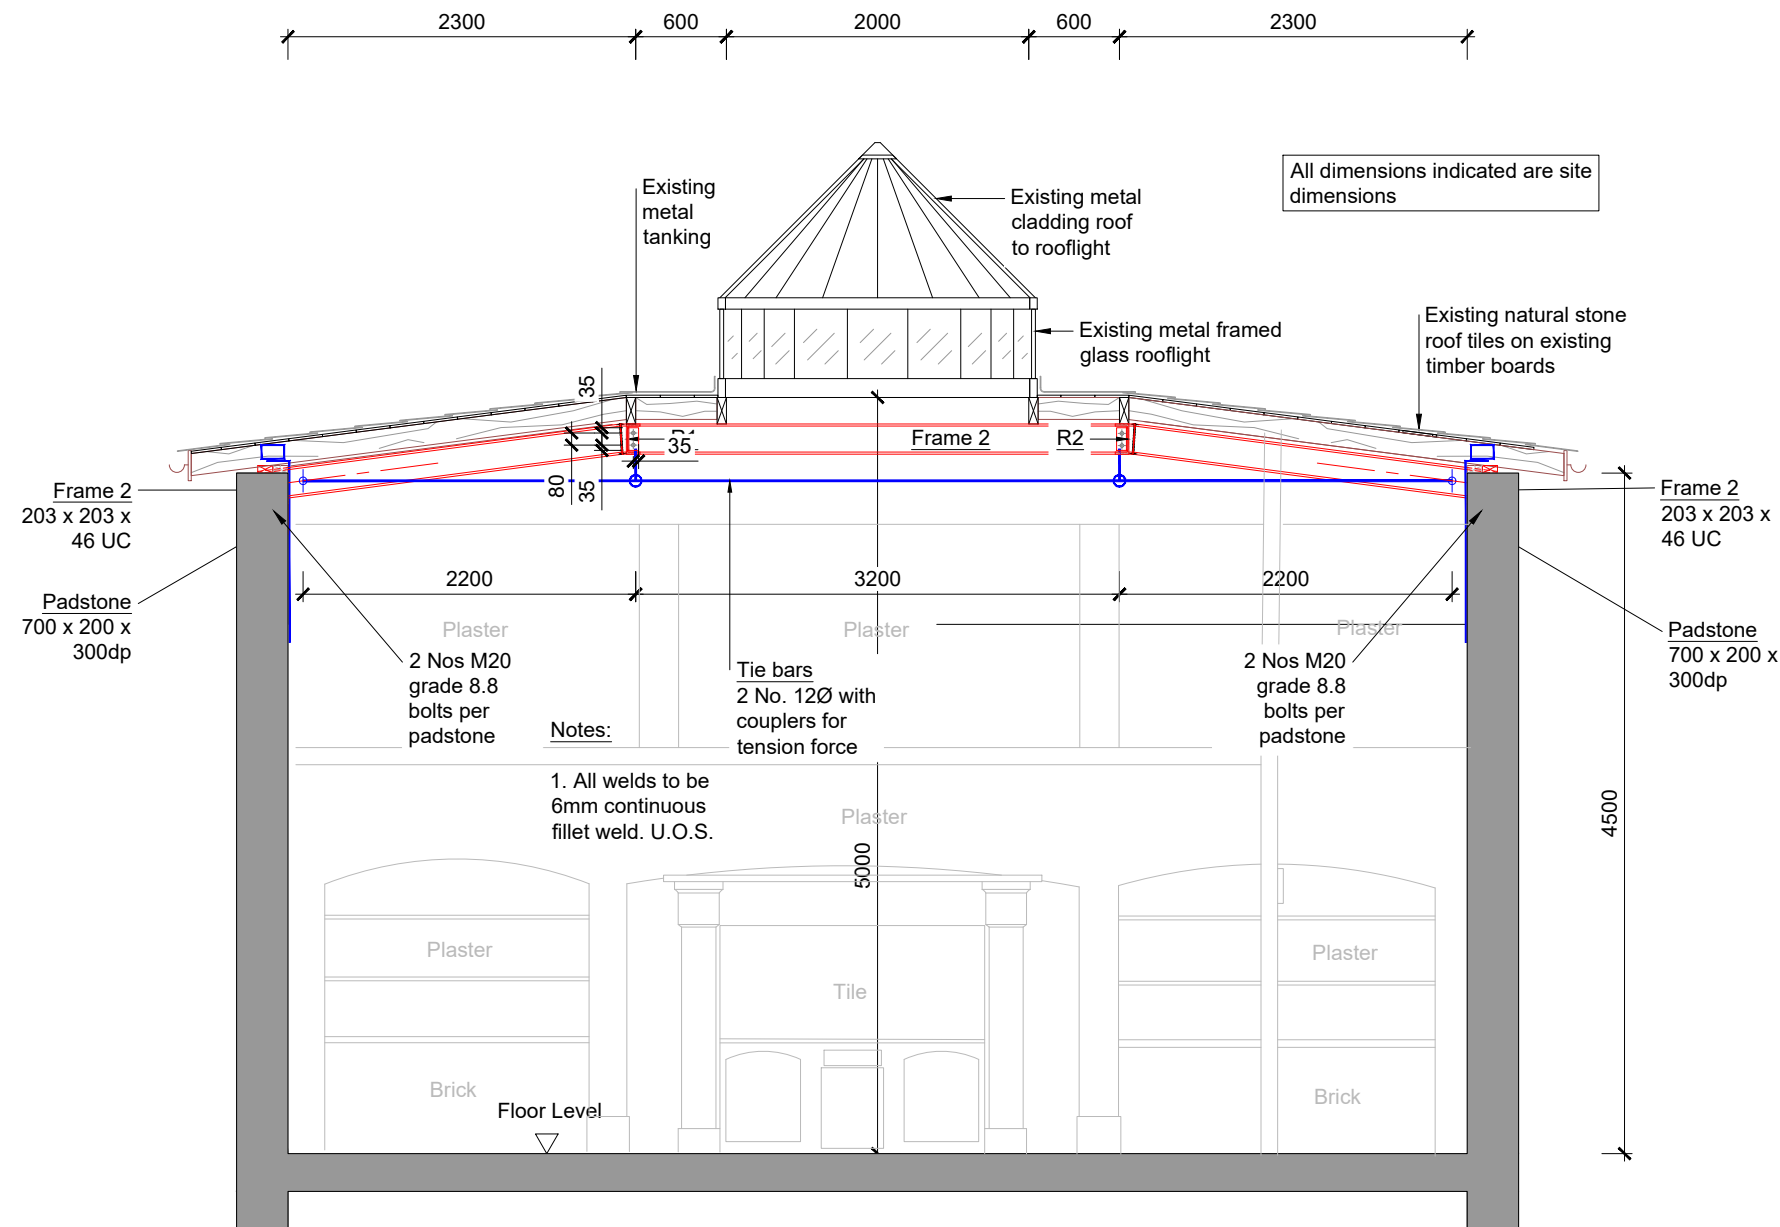 2300
600
2000
600
2300
All dimensions indicated are site
dimensions
Existing
metal
tanking
Existing metal
cladding roof
to rooflight
Existing metal framed
glass rooflight
Existing natural stone
roof tiles on existing
timber boards
35
35
80
35
Frame 2
R2
Frame 2
203 x 203 x
46 UC
Frame 2
203 x 203 x
46 UC
Padstone
700 x 200 x
300dp
Padstone
700 x 200 x
300dp
2200
3200
2200
Plaster
Plaster
Plaster
2 Nos M20
grade 8.8
bolts per
padstone
Tie bars
2 No. 12Ø with
couplers for
tension force
2 Nos M20
grade 8.8
bolts per
padstone
Notes:
1. All welds to be
6mm continuous
fillet weld. U.O.S.
Plaster
5000
4500
Plaster
Tile
Plaster
Brick
Brick
Floor Level